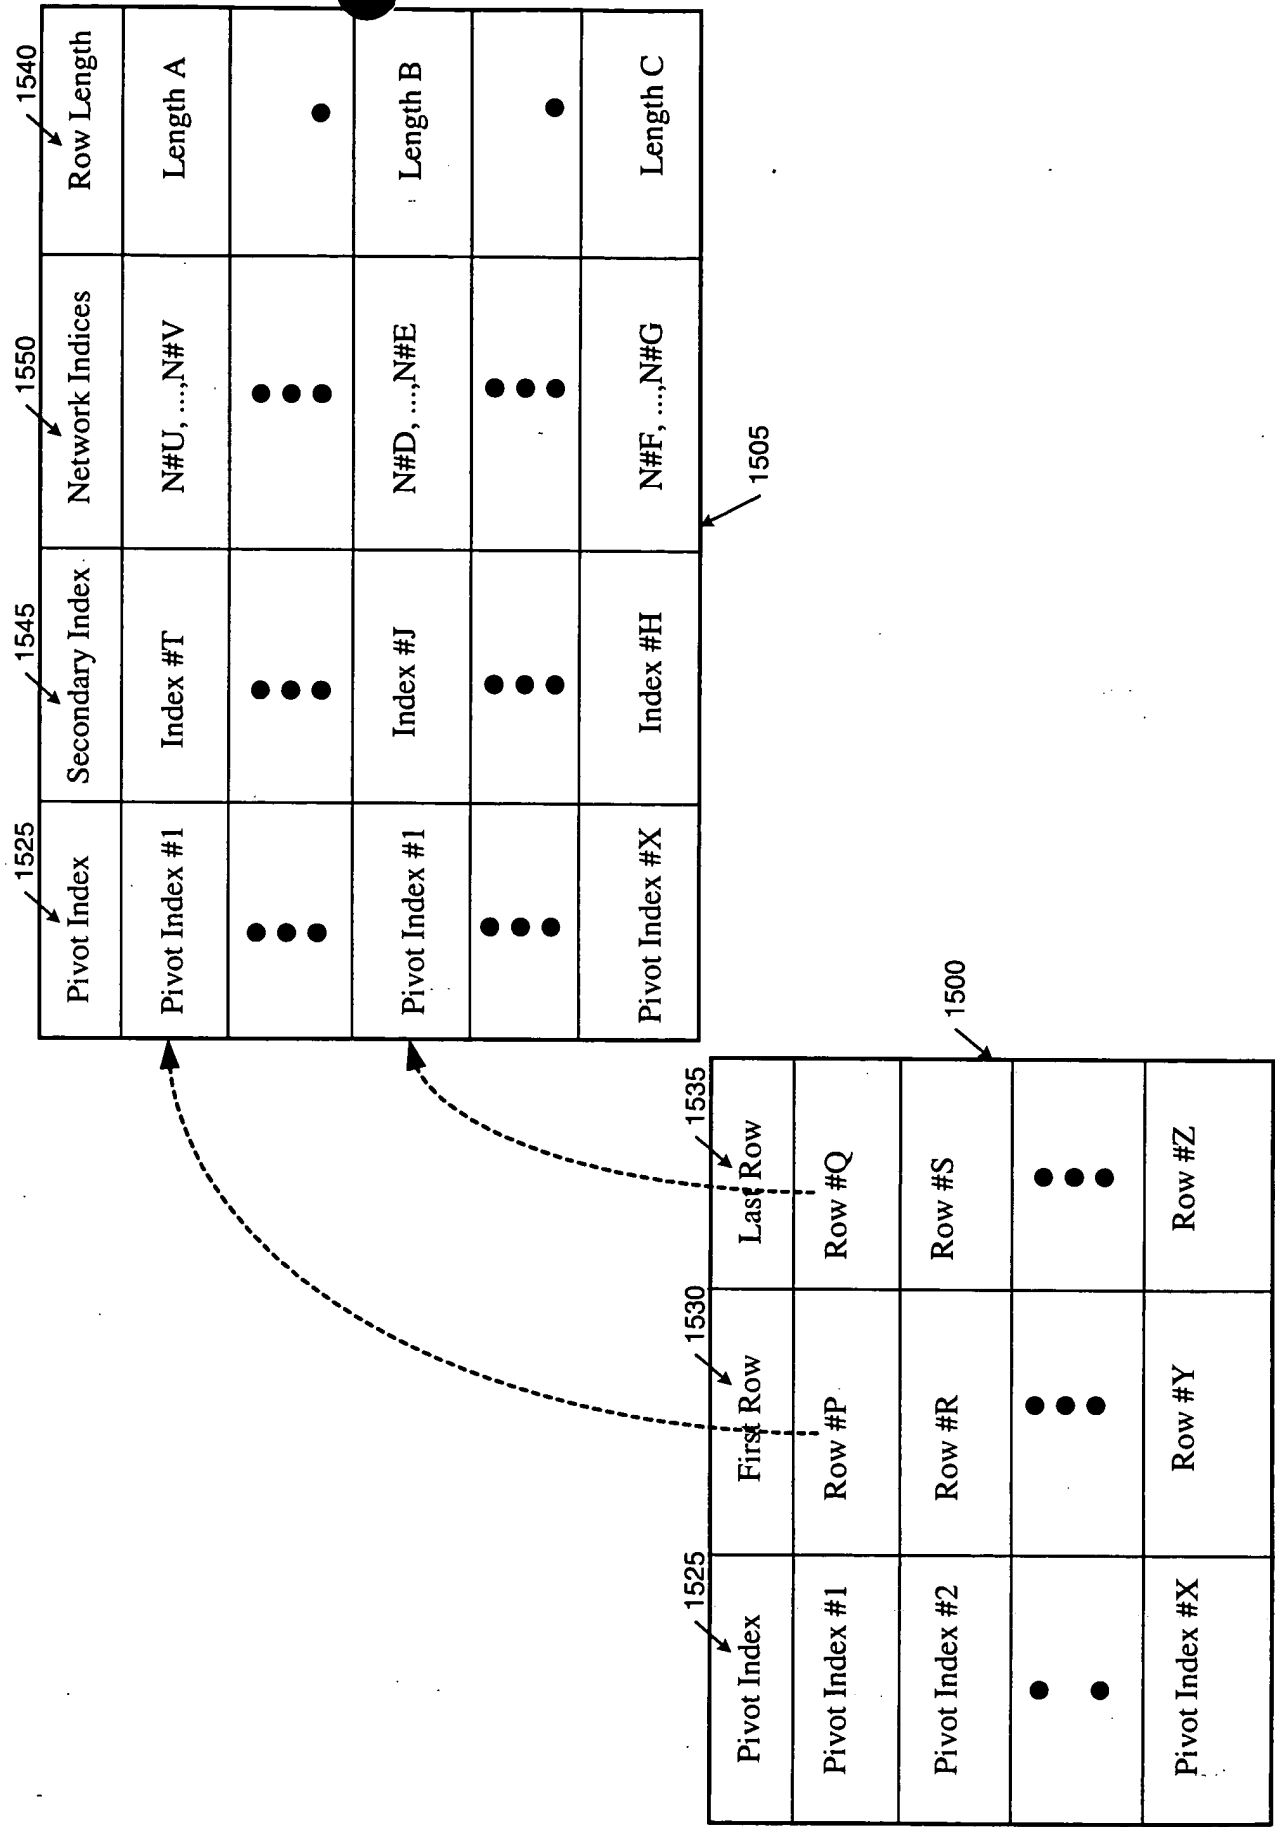 1525 1545 1550 1540
Pivot Index Secondary Index Network Indices Row Length
Pivot Index #1 Index #T N#U, ...,N#V Length A
Pivot Index #1 Index #J N#D, ...,N#E Length B
Pivot Index #X Index #H N#F, ...,N#G Length C
1505
1525 1530 1535
Pivot Index First Row Last Row
Pivot Index #1 Row #P Row #Q
Pivot Index #2 Row #R Row #S
1500
Pivot Index #X Row #Y Row #Z